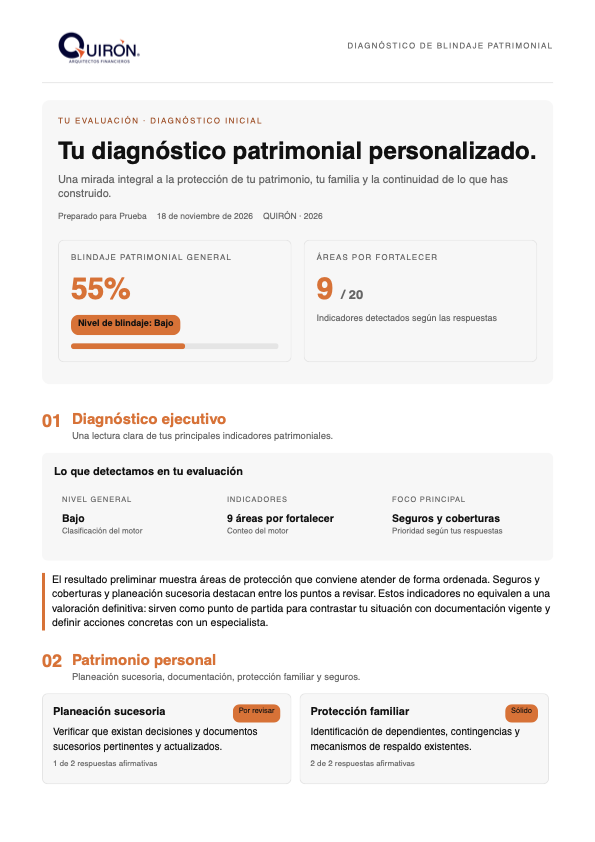 QUIRÓN.
ARQUITECTOS FINANCIEROS
DIAGNÓSTICO DE BLINDAJE PATRIMONIAL
TU EVALUACIÓN · DIAGNÓSTICO INICIAL
Tu diagnóstico patrimonial personalizado.
Una mirada integral a la protección de tu patrimonio, tu familia y la continuidad de lo que has
construido.
Preparado para Prueba 18 de noviembre de 2026 QUIRÓN · 2026
BLINDAJE PATRIMONIAL GENERAL
55%
Nivel de blindaje: Bajo
ÁREAS POR FORTALECER
9 / 20
Indicadores detectados según las respuestas
01 Diagnóstico ejecutivo
Una lectura clara de tus principales indicadores patrimoniales.
Lo que detectamos en tu evaluación
NIVEL GENERAL
Bajo
Clasificación del motor
INDICADORES
9 áreas por fortalecer
Conteo del motor
FOCO PRINCIPAL
Seguros y coberturas
Prioridad según tus respuestas
El resultado preliminar muestra áreas de protección que conviene atender de forma ordenada. Seguros y
coberturas y planeación sucesoria destacan entre los puntos a revisar. Estos indicadores no equivalen a una
valoración definitiva: sirven como punto de partida para contrastar tu situación con documentación vigente y
definir acciones concretas con un especialista.
02 Patrimonio personal
Planeación sucesoria, documentación, protección familiar y seguros.
Planeación sucesoria
Por revisar
Verificar que existan decisiones y documentos
sucesorios pertinentes y actualizados.
1 de 2 respuestas afirmativas
Protección familiar
Sólido
Identificación de dependientes, contingencias y
mecanismos de respaldo existentes.
2 de 2 respuestas afirmativas